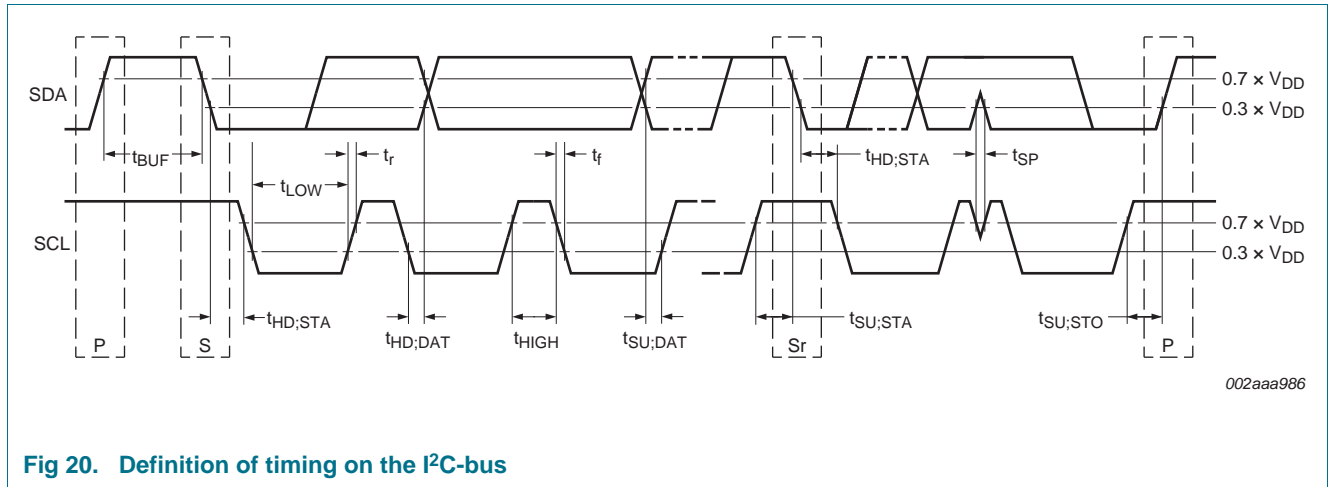 SDA
0.7 × VDD
0.3 × VDD
tBUF
tLOW
tr
tf
tHD;STA
tSP
SCL
0.7 × VDD
0.3 × VDD
tHD;STA
tHD;DAT
tHIGH
tSU;DAT
tSU;STA
tSU;STO
P
S
Sr
P
002aaa986
Fig 20. Definition of timing on the I2C-bus